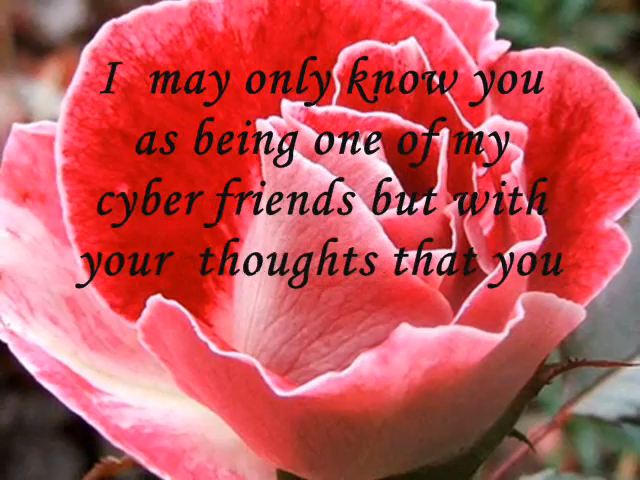 I may only know you
as being one of my
cyber friends but with
your thoughts that you